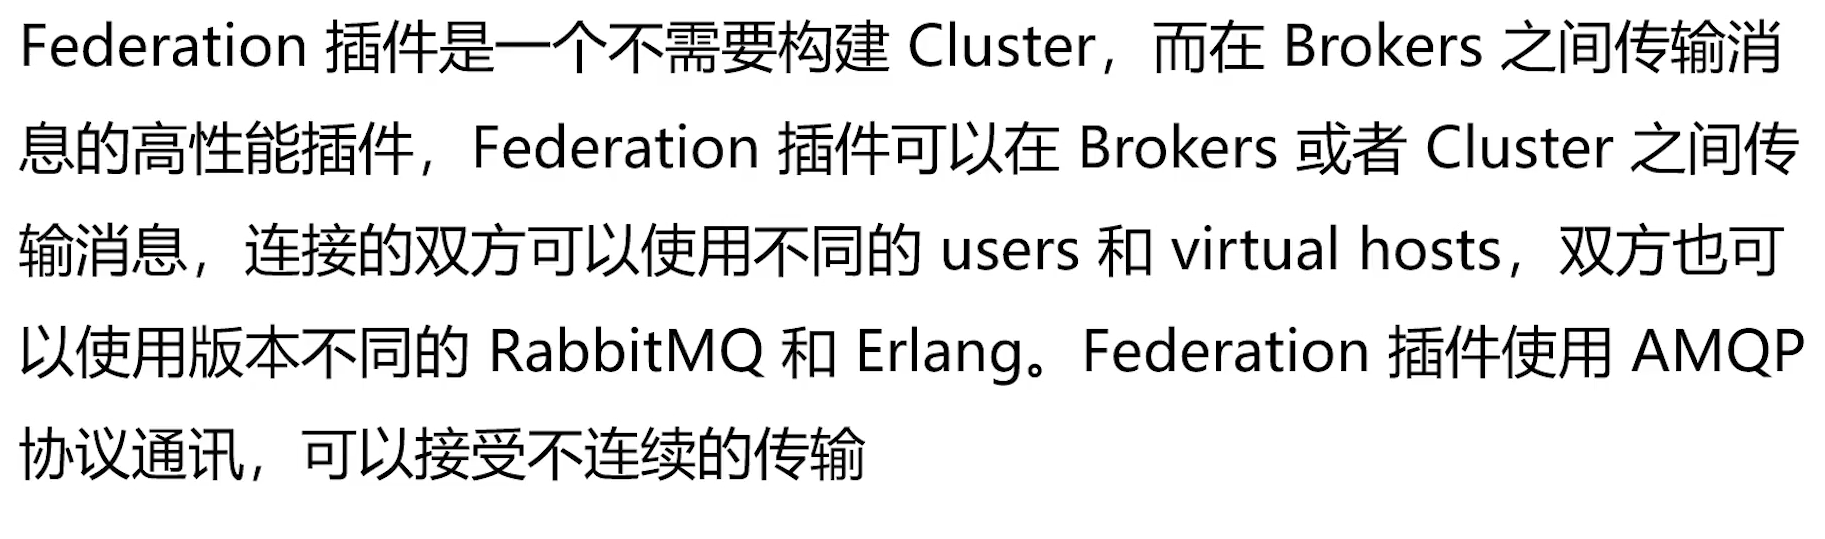 Federation 插件是一个不需要构建 Cluster，而在 Brokers 之间传输消
息的高性能插件，Federation 插件可以在 Brokers 或者 Cluster 之间传
输消息，连接的双方可以使用不同的 users 和 virtual hosts，双方也可
以使用版本不同的 RabbitMQ 和 Erlang。Federation 插件使用 AMQP
协议通讯，可以接受不连续的传输